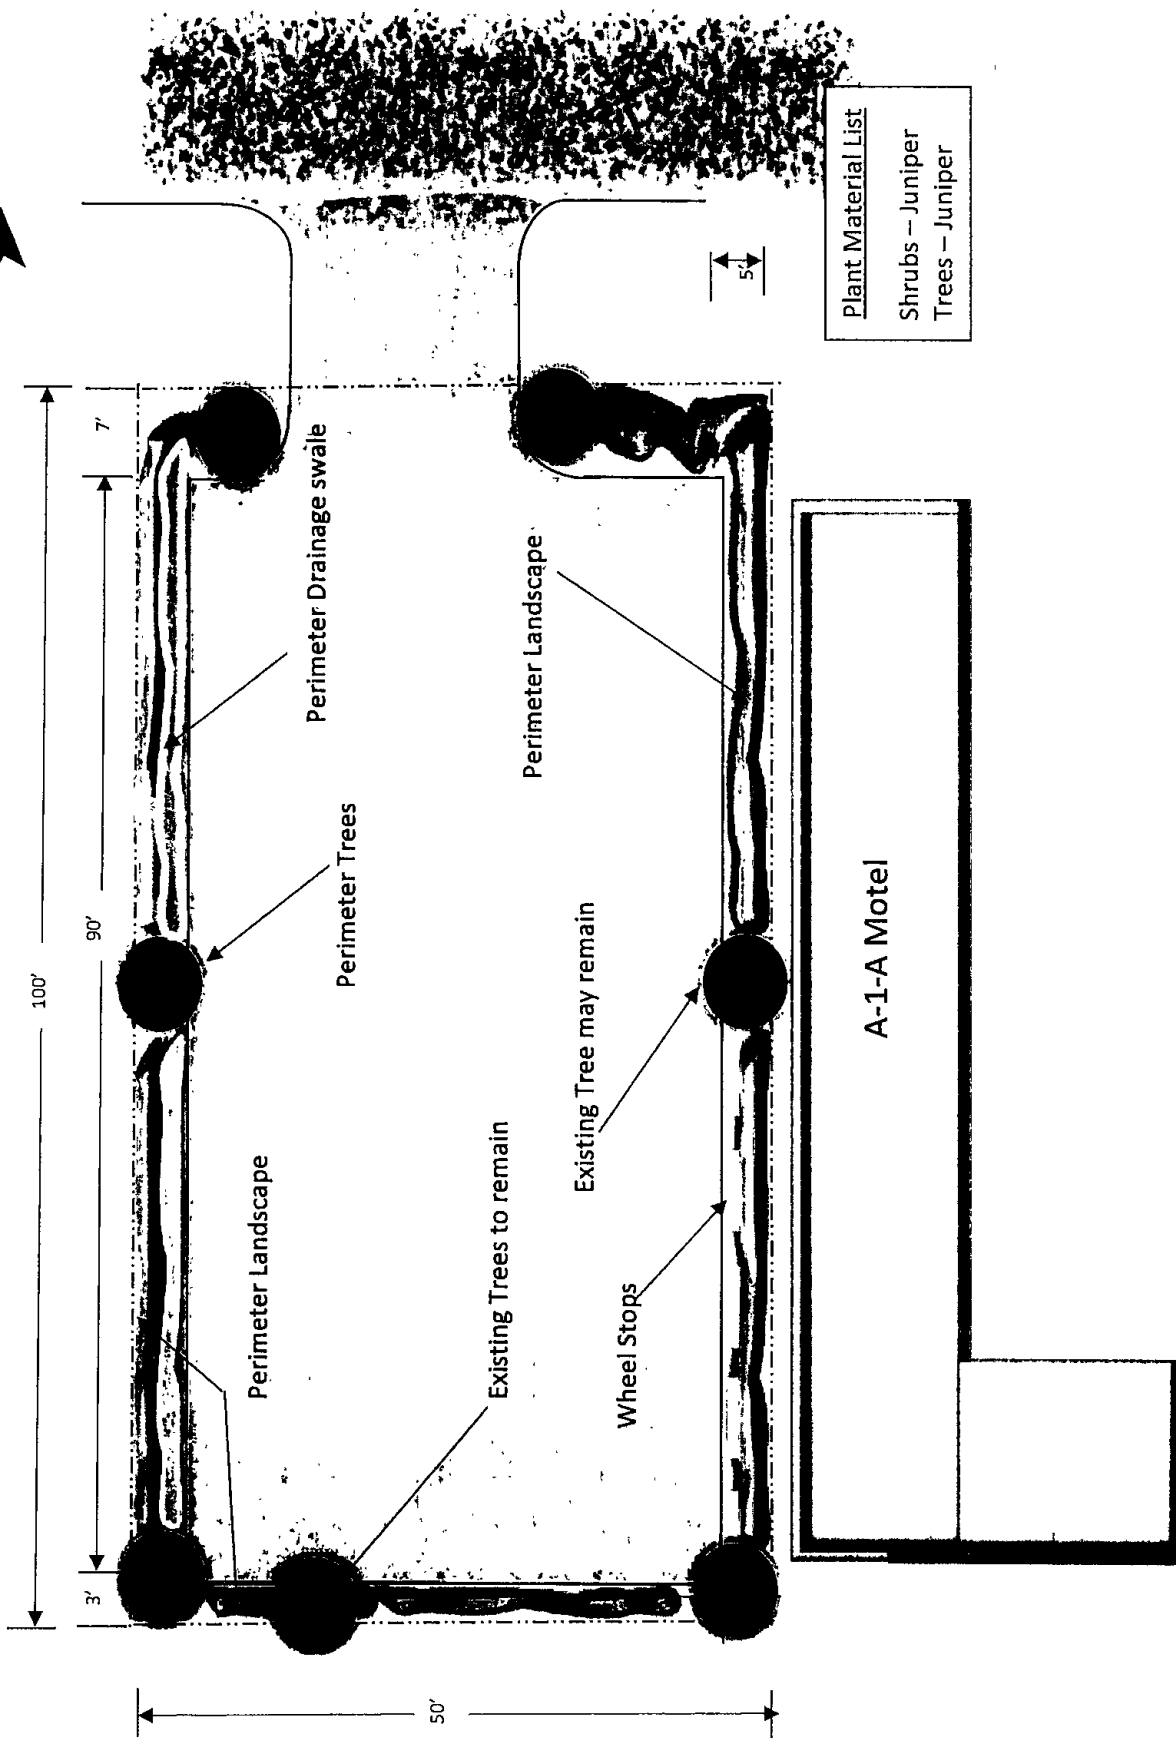 100'
90'
7'
3'
50'
5'
Perimeter Drainage swale
Perimeter Trees
Perimeter Landscape
Perimeter Landscape
Existing Trees to remain
Existing Tree may remain
Wheel Stops
A-1-A Motel
Plant Material List
Shrubs – Juniper
Trees – Juniper